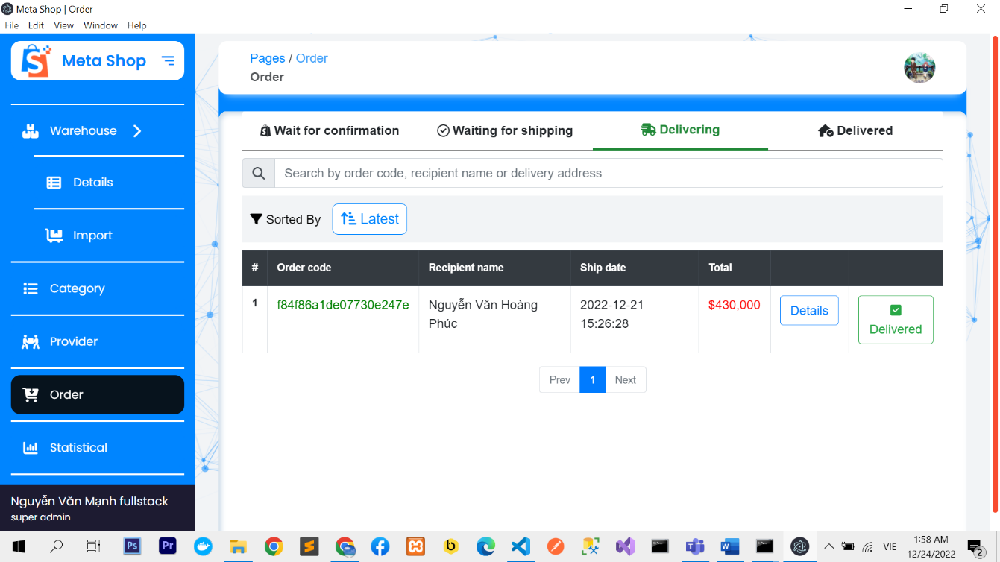 Meta Shop | Order
File Edit View Window Help
Meta Shop
Pages / Order
Order
Warehouse
Details
Import
Category
Provider
Order
Statistical
Nguyễn Văn Mạnh fullstack
super admin
Wait for confirmation Waiting for shipping Delivering Delivered
Search by order code, recipient name or delivery address
Sorted By Latest
# Order code Recipient name Ship date Total
1 f84f86a1de07730e247e Nguyễn Văn Hoàng 2022-12-21 $430,000 Details
Phúc 15:26:28 Delivered
Prev 1 Next
Ps Pr
VIE
1:58 AM
12/24/2022
2